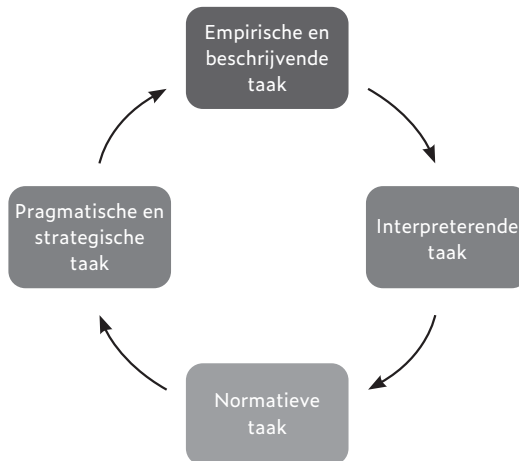 Empirische en
beschrijvende
taak
Interpreterende
taak
Normatieve
taak
Pragmatische en
strategische
taak